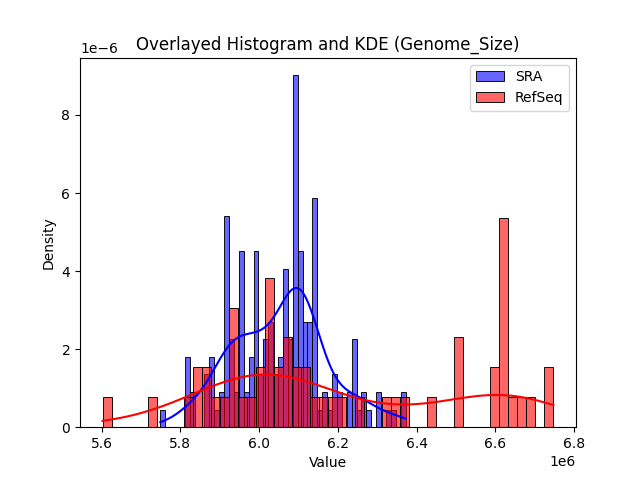 Overlayed Histogram and KDE (Genome_Size)
1e−6
SRA
RefSeq
8
6
4
2
0
Density
5.6 5.8 6.0 6.2 6.4 6.6 6.8
1e6
Value